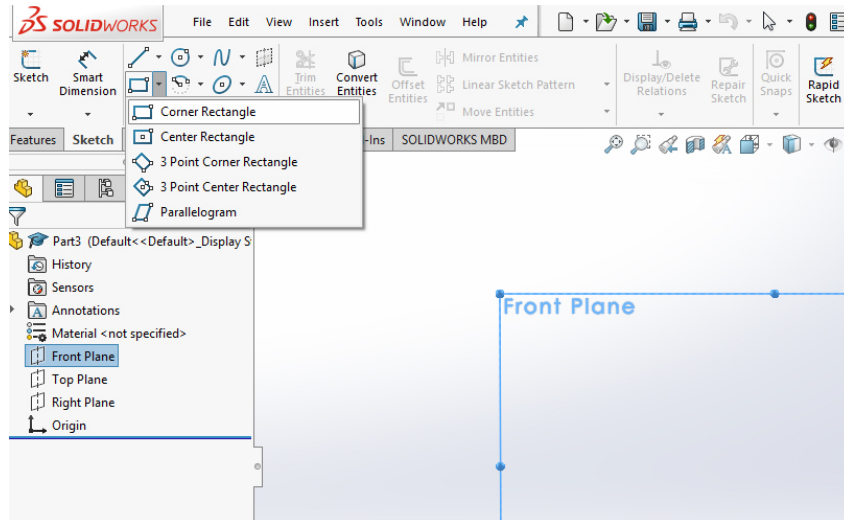 SOLIDWORKS File Edit View Insert Tools Window Help
Sketch Smart Dimension Trim Entities Convert Entities Offset Entities Mirror Entities Linear Sketch Pattern Move Entities Display/Delete Relations Repair Sketch Quick Snaps Rapid Sketch
Corner Rectangle
Center Rectangle
3 Point Corner Rectangle
3 Point Center Rectangle
Parallelogram
Features Sketch -Ins SOLIDWORKS MBD
Part3 (Default<<Default>_Display S
History
Sensors
Annotations
Material <not specified>
Front Plane
Top Plane
Right Plane
Origin
Front Plane